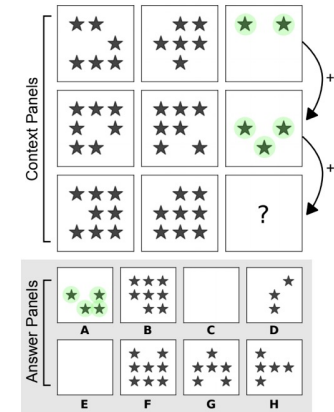 Context Panels
+
+
?
Answer Panels
A
B
C
D
E
F
G
H